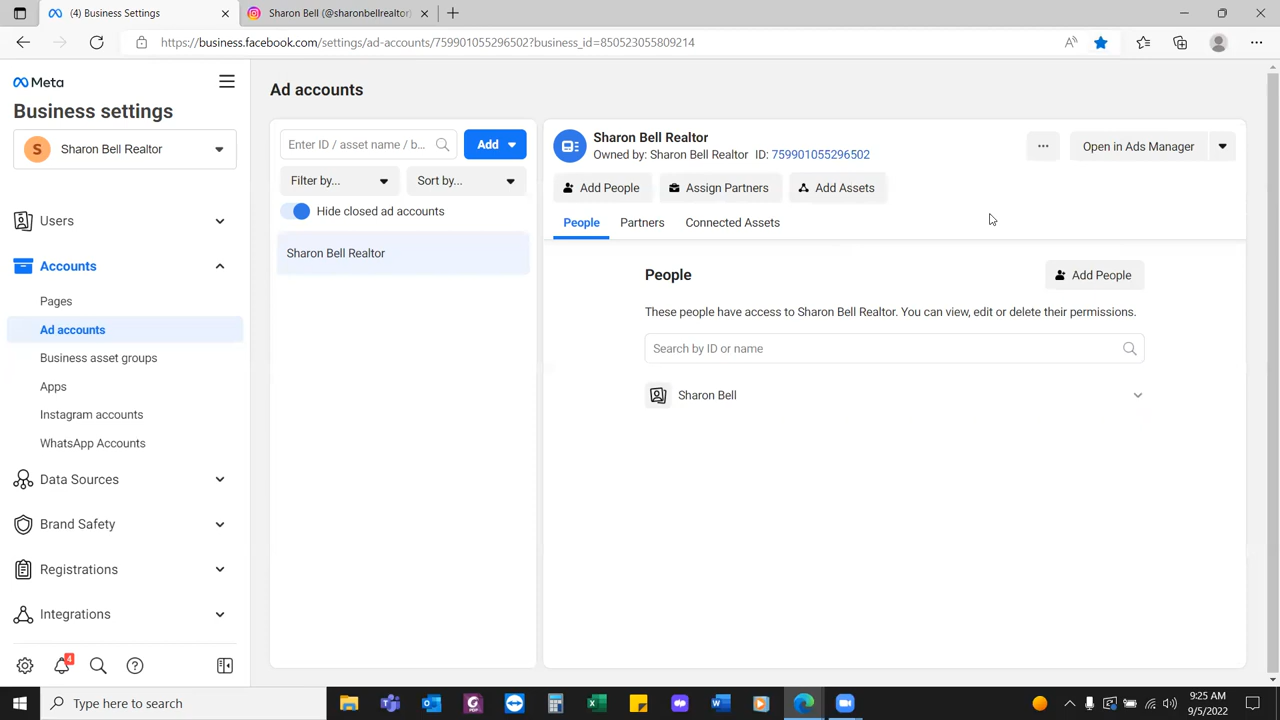 (4) Business Settings
Sharon Bell (@sharonbellrealtor)
https://business.facebook.com/settings/ad-accounts/759901055296502?business_id=850523055809214
Meta
Business settings
S
Sharon Bell Realtor
Users
Accounts
Pages
Ad accounts
Business asset groups
Apps
Instagram accounts
WhatsApp Accounts
Data Sources
Brand Safety
Registrations
Integrations
4
Ad accounts
Enter ID / asset name / b...
Add
Filter by...
Sort by...
Hide closed ad accounts
Sharon Bell Realtor
Sharon Bell Realtor
Owned by: Sharon Bell Realtor ID: 759901055296502
Open in Ads Manager
Add People
Assign Partners
Add Assets
People
Partners
Connected Assets
People
Add People
These people have access to Sharon Bell Realtor. You can view, edit or delete their permissions.
Search by ID or name
Sharon Bell
Type here to search
9:25 AM
9/5/2022